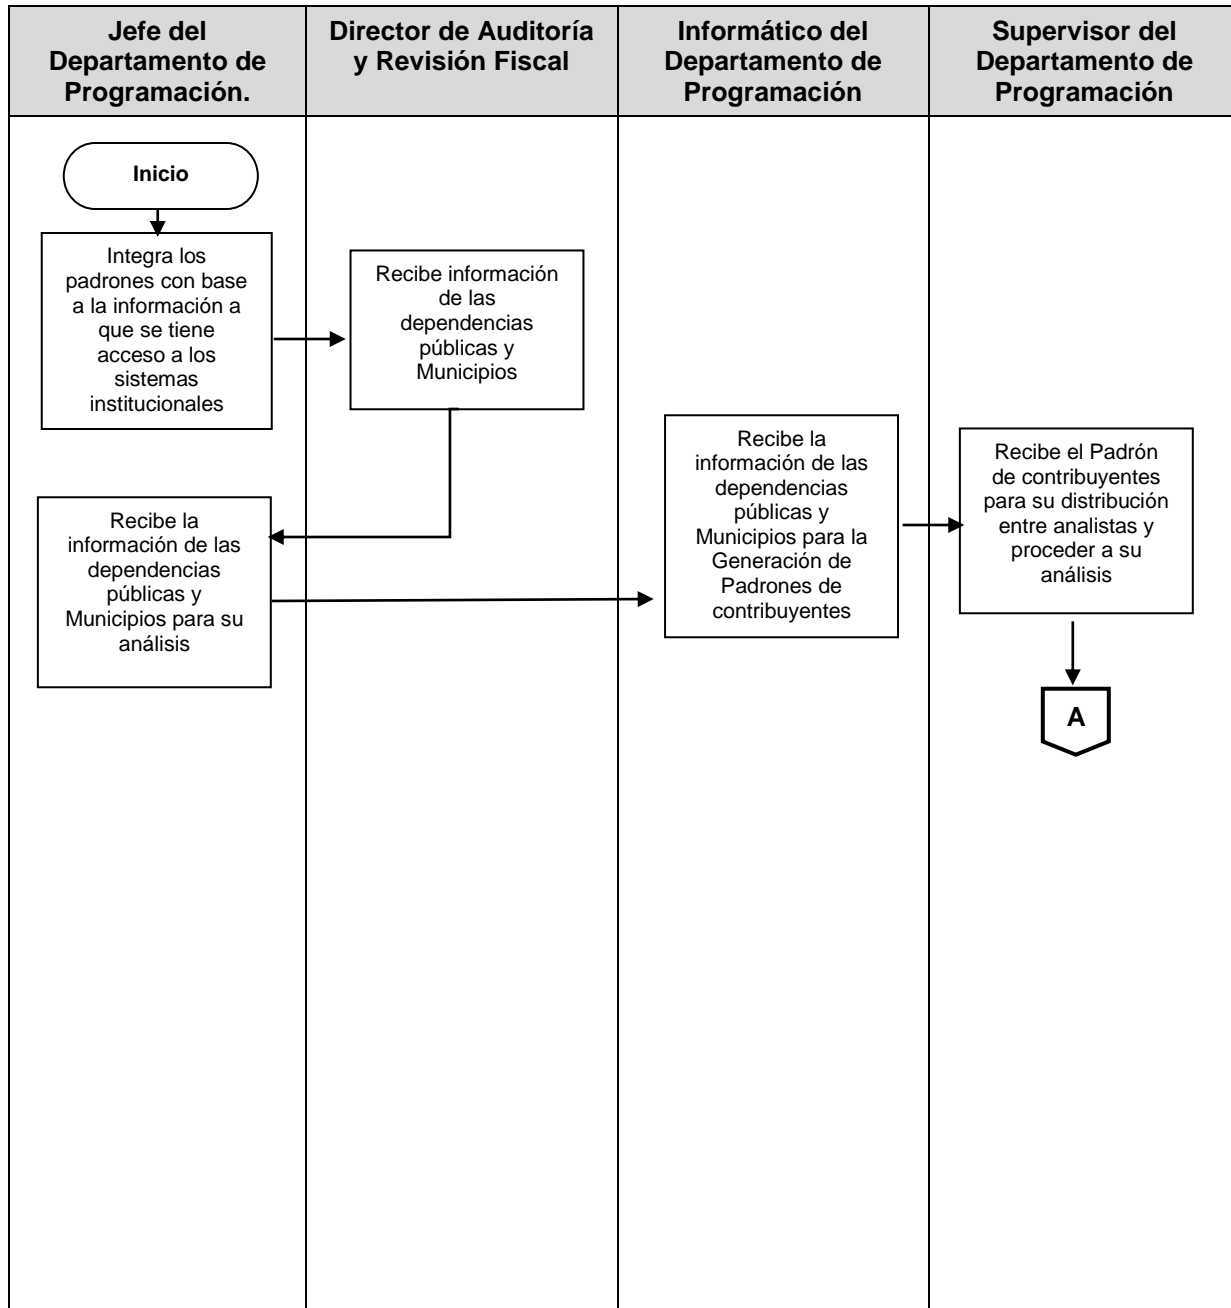 Jefe del
Departamento de
Programación.
Director de Auditoría
y Revisión Fiscal
Informático del
Departamento de
Programación
Supervisor del
Departamento de
Programación
Inicio
Integra los
padrones con base
a la información a
que se tiene
acceso a los
sistemas
institucionales
Recibe información
de las
dependencias
públicas y
Municipios
Recibe la
información de las
dependencias
públicas y
Municipios para su
análisis
Recibe la
información de las
dependencias
públicas y
Municipios para la
Generación de
Padrones de
contribuyentes
Recibe el Padrón
de contribuyentes
para su distribución
entre analistas y
proceder a su
análisis
A